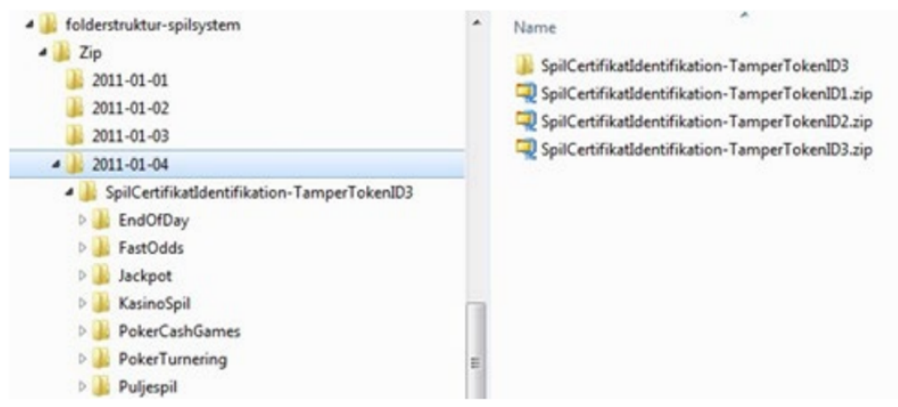 folderstruktur-spilsystem
Zip
2011-01-01
2011-01-02
2011-01-03
2011-01-04
SpilCertifikatIdentifikation-TamperTokenID3
EndOfDay
FastOdds
Jackpot
KasinoSpil
PokerCashGames
PokerTurnering
Puljespil
Name
SpilCertifikatIdentifikation-TamperTokenID3
SpilCertifikatIdentifikation-TamperTokenID1.zip
SpilCertifikatIdentifikation-TamperTokenID2.zip
SpilCertifikatIdentifikation-TamperTokenID3.zip